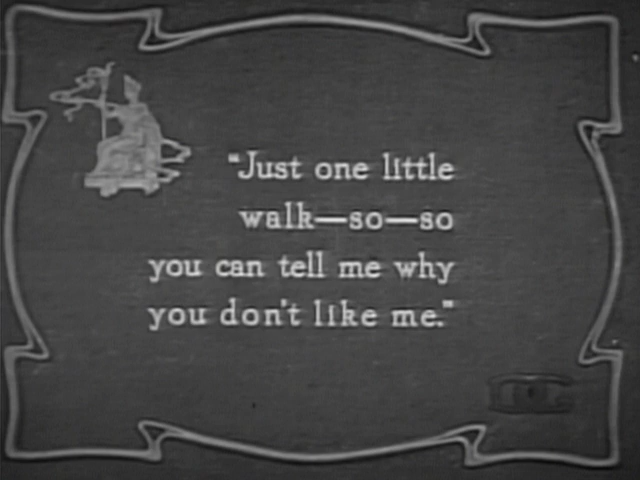 "Just one little
walk—so—so
you can tell me why
you don't like me."